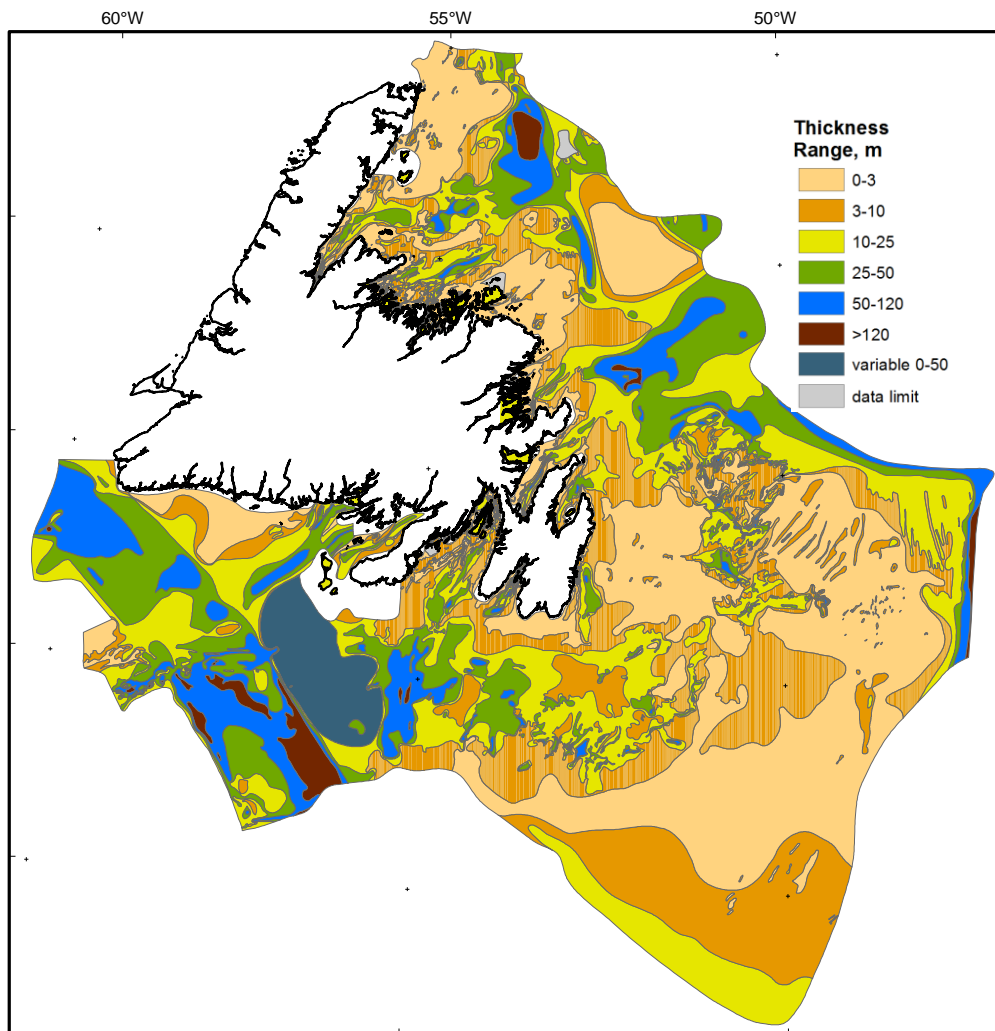 60°W 55°W 50°W
Thickness
Range, m
0-3
3-10
10-25
25-50
50-120
>120
variable 0-50
data limit